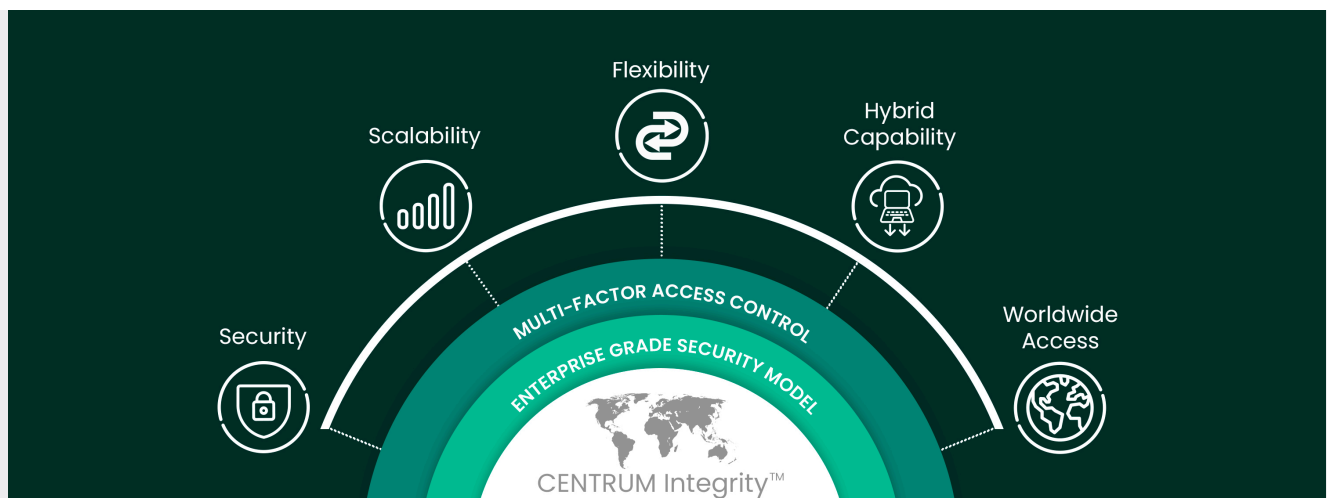 Flexibility
Scalability
Hybrid
Capability
Security
Worldwide
Access
MULTI-FACTOR ACCESS CONTROL
ENTERPRISE GRADE SECURITY MODEL
CENTRUM Integrity™